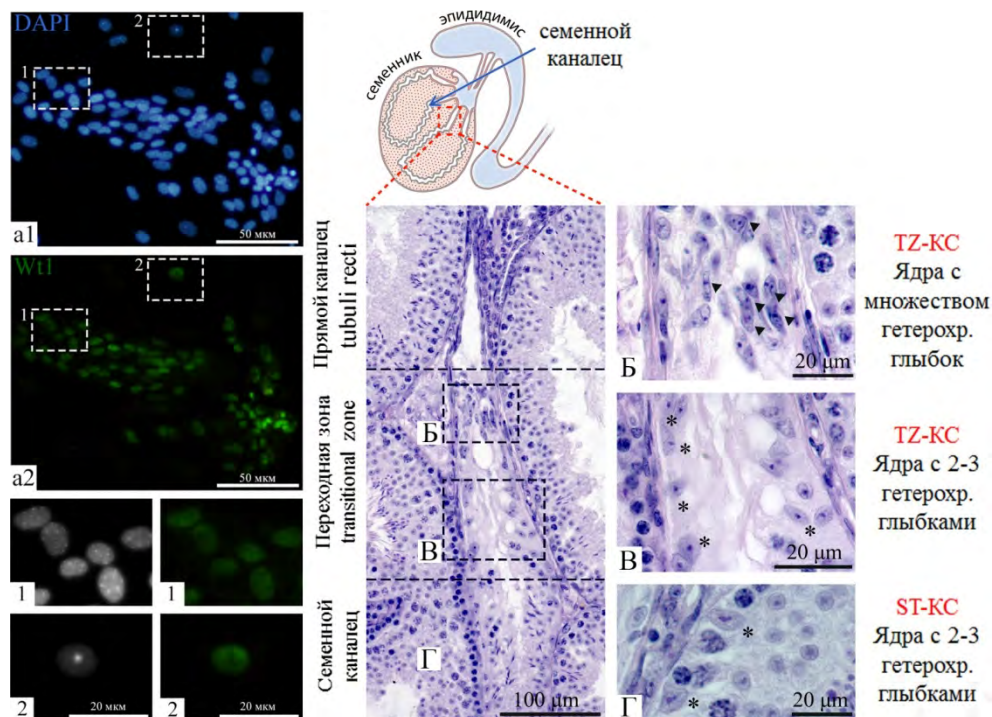 DAPI
2
1
a1
50 мкм
Wt1
2
1
a2
50 мкм
1
1
2
20 мкм
2
20 мкм
эпидидимис
семенник
семенной
каналец
Прямой каналец
tubuli recti
Переходная зона
transitional zone
Семенной
каналец
Б
В
Г
100 µm
Б
20 µm
TZ-КС
Ядра с
множеством
гетерохр.
глыбок
*
*
*
*
*
В
20 µm
TZ-КС
Ядра с 2-3
гетерохр.
глыбками
*
*
Г
20 µm
ST-КС
Ядра с 2-3
гетерохр.
глыбками